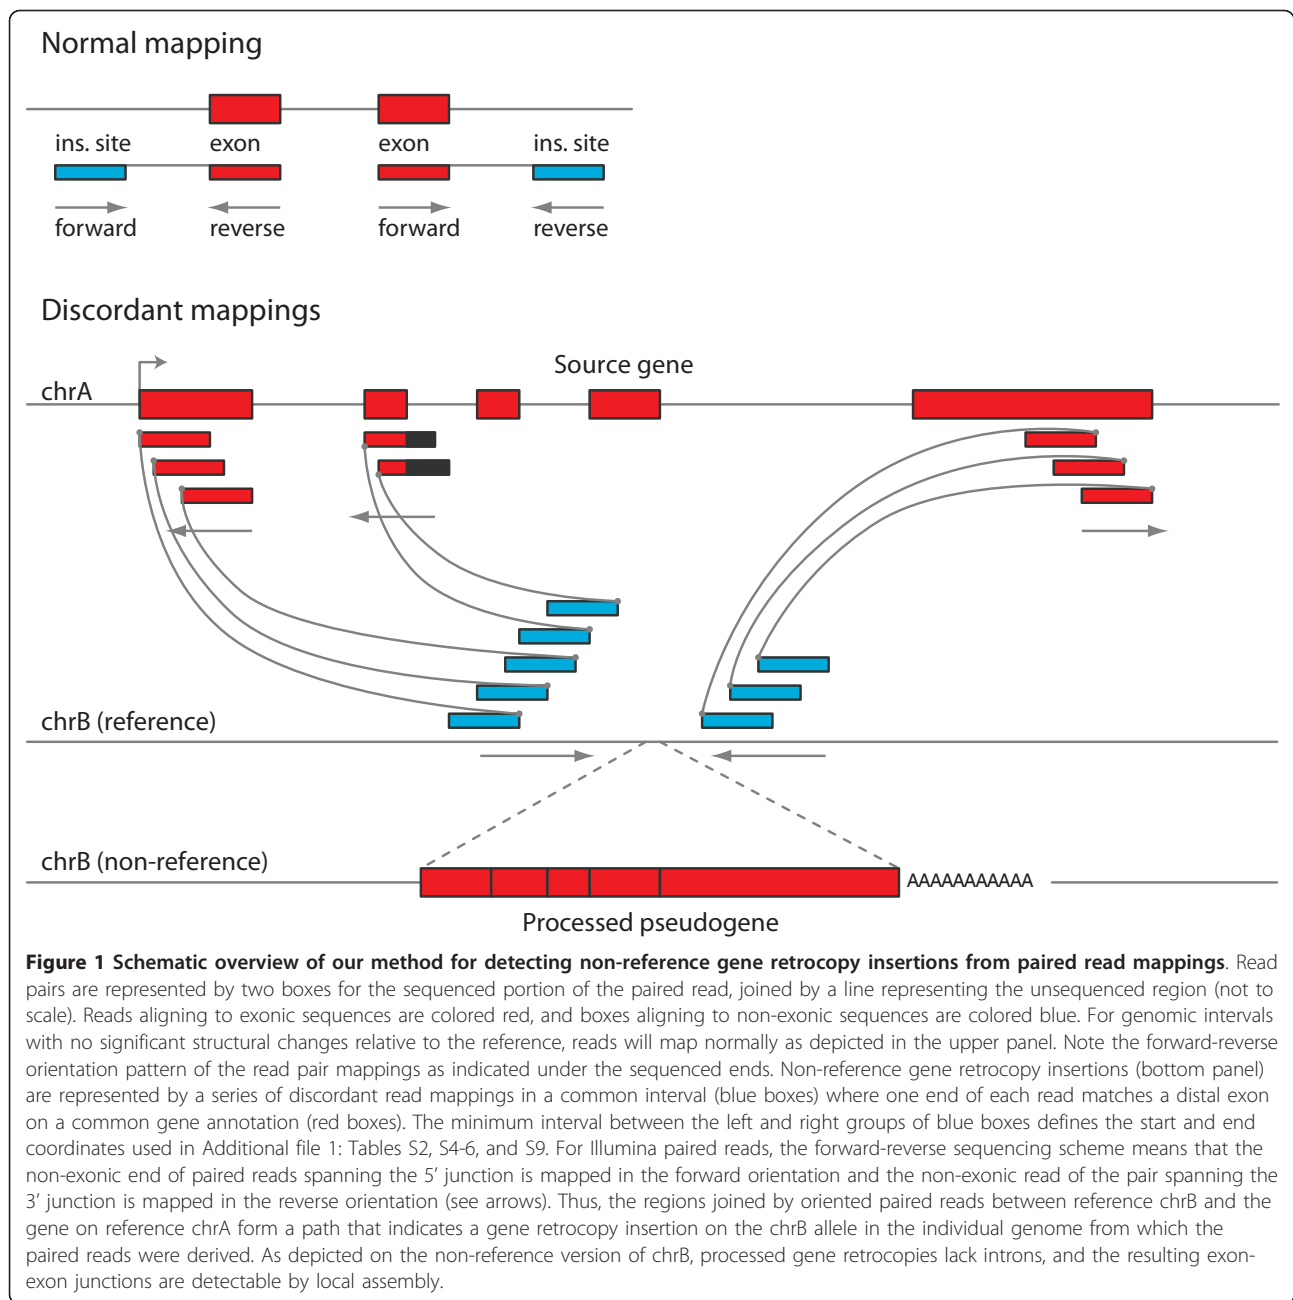 Normal mapping
ins. site exon exon ins. site
forward reverse forward reverse
Discordant mappings
Source gene
chrA
chrB (reference)
chrB (non-reference)
AAAAAAAAAAA
Processed pseudogene
Figure 1 Schematic overview of our method for detecting non-reference gene retrocopy insertions from paired read mappings. Read
pairs are represented by two boxes for the sequenced portion of the paired read, joined by a line representing the unsequenced region (not to
scale). Reads aligning to exonic sequences are colored red, and boxes aligning to non-exonic sequences are colored blue. For genomic intervals
with no significant structural changes relative to the reference, reads will map normally as depicted in the upper panel. Note the forward-reverse
orientation pattern of the read pair mappings as indicated under the sequenced ends. Non-reference gene retrocopy insertions (bottom panel)
are represented by a series of discordant read mappings in a common interval (blue boxes) where one end of each read matches a distal exon
on a common gene annotation (red boxes). The minimum interval between the left and right groups of blue boxes defines the start and end
coordinates used in Additional file 1: Tables S2, S4-6, and S9. For Illumina paired reads, the forward-reverse sequencing scheme means that the
non-exonic end of paired reads spanning the 5′ junction is mapped in the forward orientation and the non-exonic read of the pair spanning the
3′ junction is mapped in the reverse orientation (see arrows). Thus, the regions joined by oriented paired reads between reference chrB and the
gene on reference chrA form a path that indicates a gene retrocopy insertion on the chrB allele in the individual genome from which the
paired reads were derived. As depicted on the non-reference version of chrB, processed gene retrocopies lack introns, and the resulting exon-
exon junctions are detectable by local assembly.